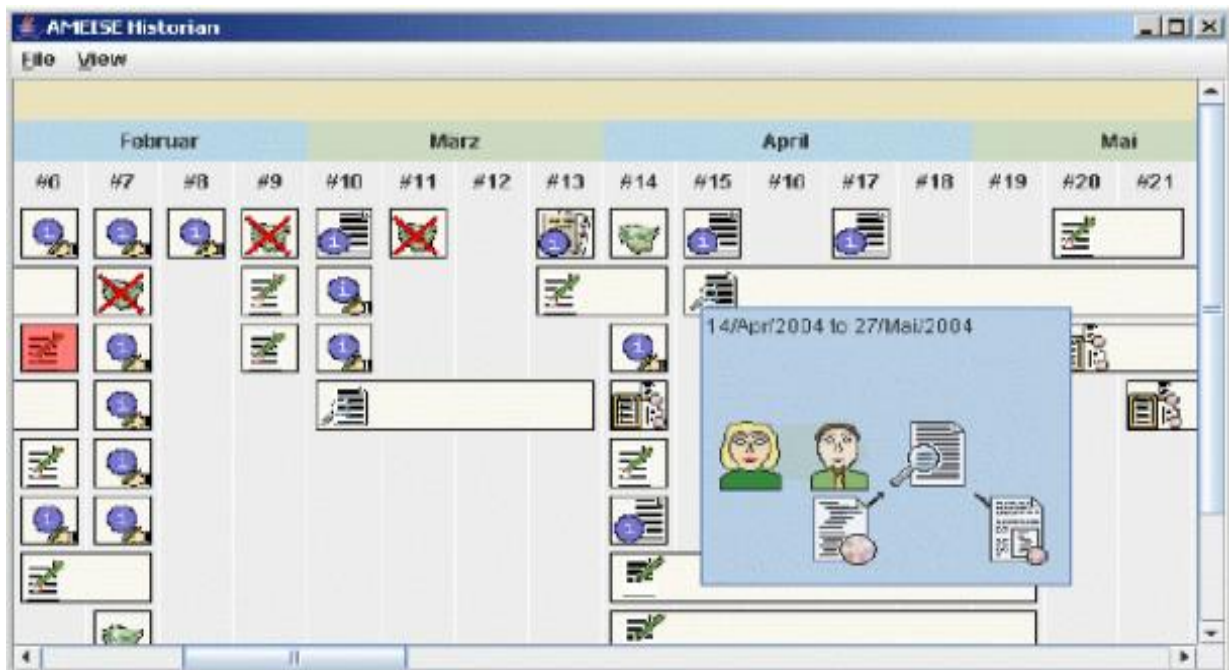 AMEISE Historian
File View
Februar März April Mai
#6 #7 #8 #9 #10 #11 #12 #13 #14 #15 #16 #17 #18 #19 #20 #21
14/Apr/2004 to 27/Mai/2004